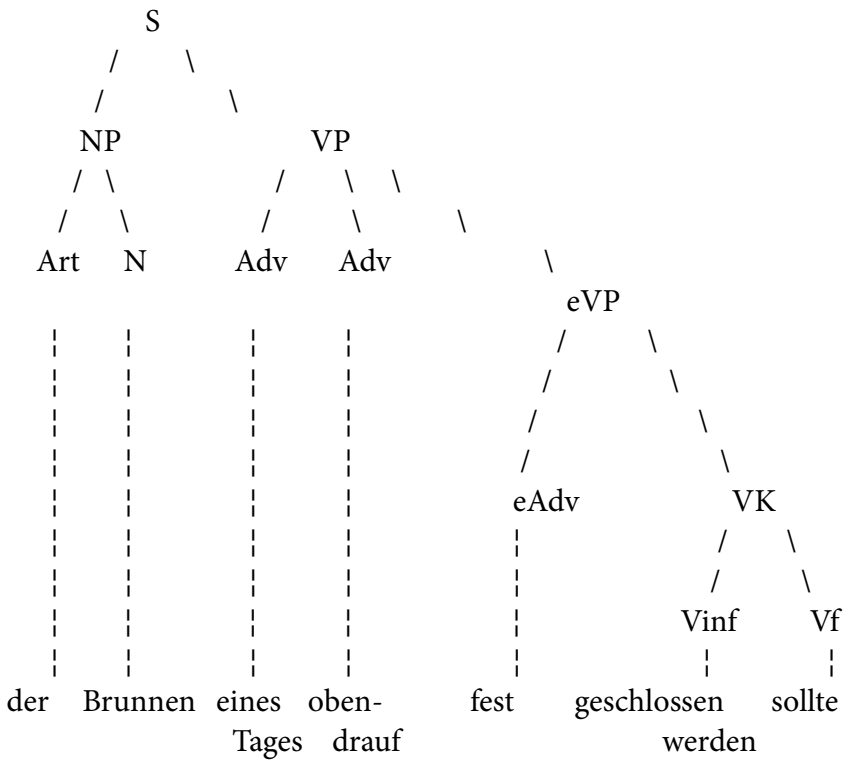 S
NP VP
Art N Adv Adv
eVP
eAdv VK
Vinf Vf
der Brunnen eines oben- fest geschlossen sollte
Tages drauf werden